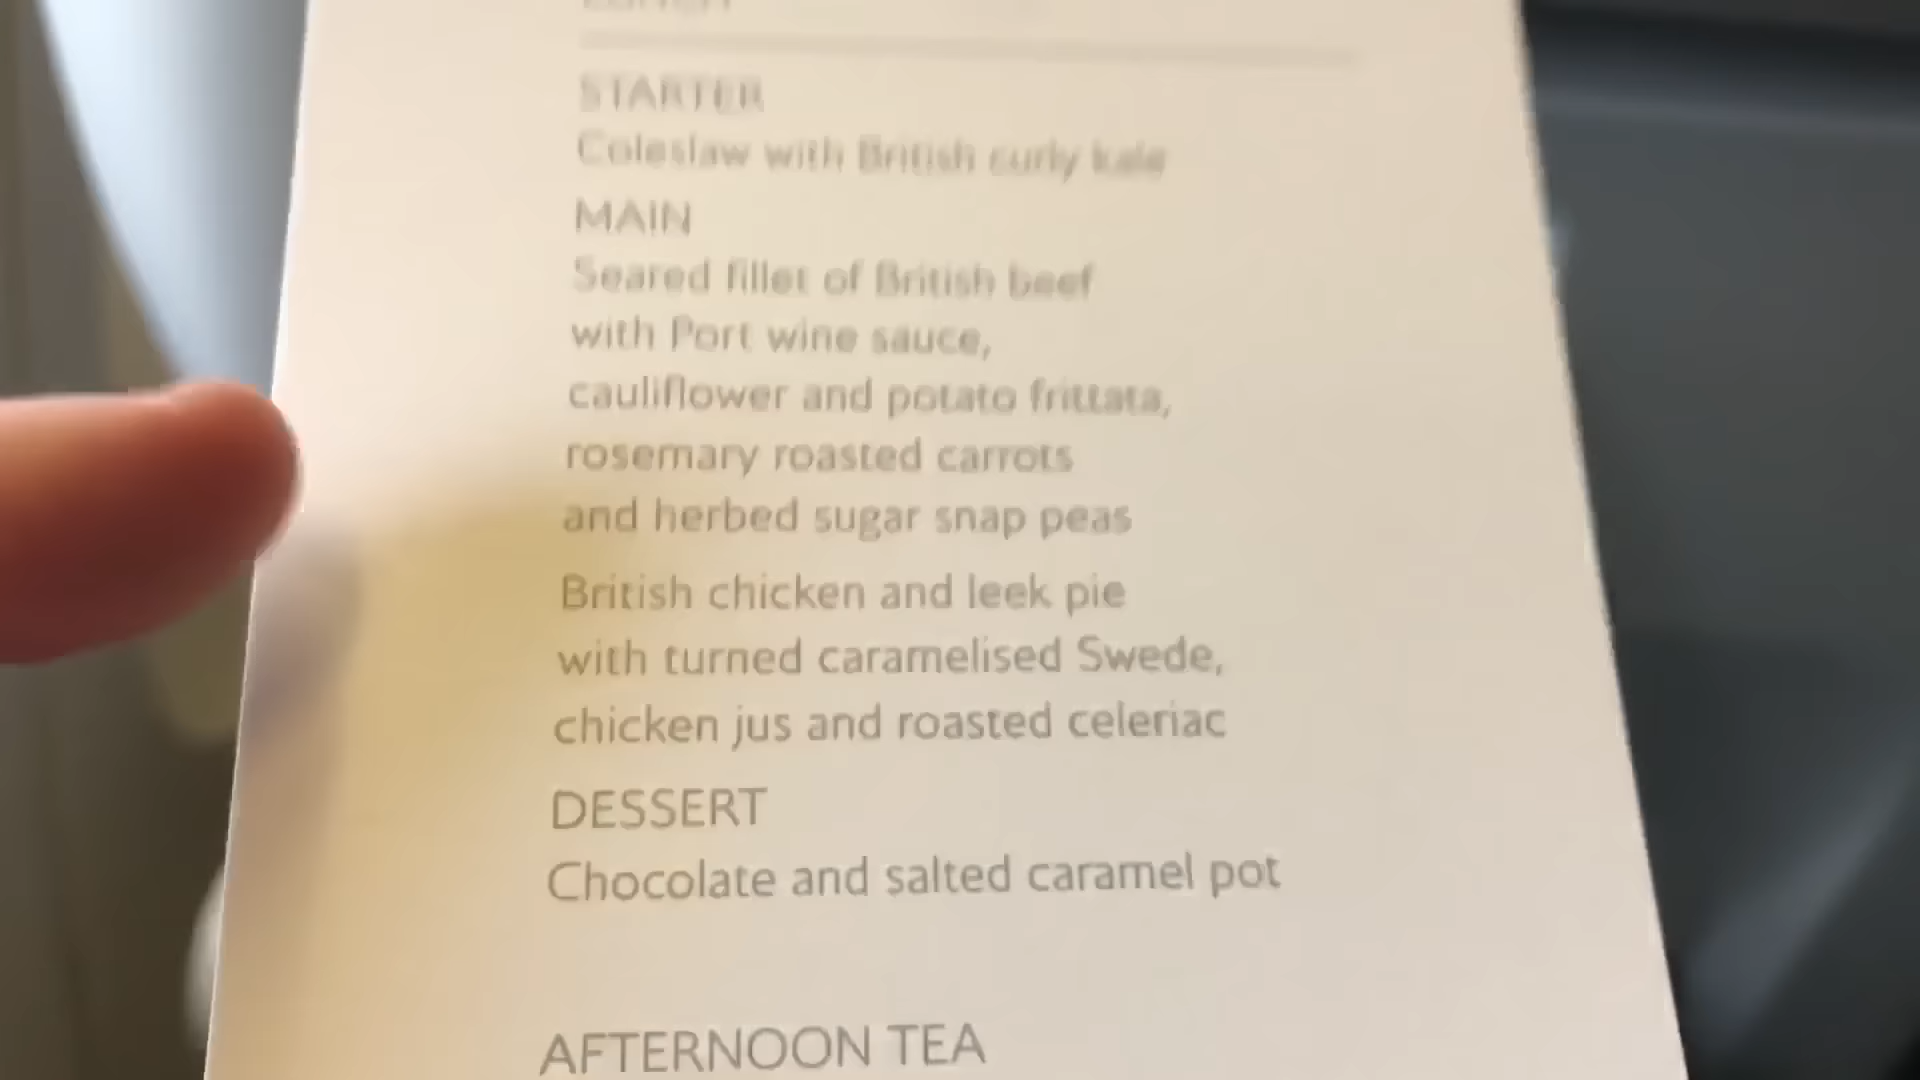 LUNCH
STARTER
Coleslaw with British curly kale
MAIN
Seared fillet of British beef
with Port wine sauce,
cauliflower and potato frittata,
rosemary roasted carrots
and herbed sugar snap peas
British chicken and leek pie
with turned caramelised Swede,
chicken jus and roasted celeriac
DESSERT
Chocolate and salted caramel pot
AFTERNOON TEA